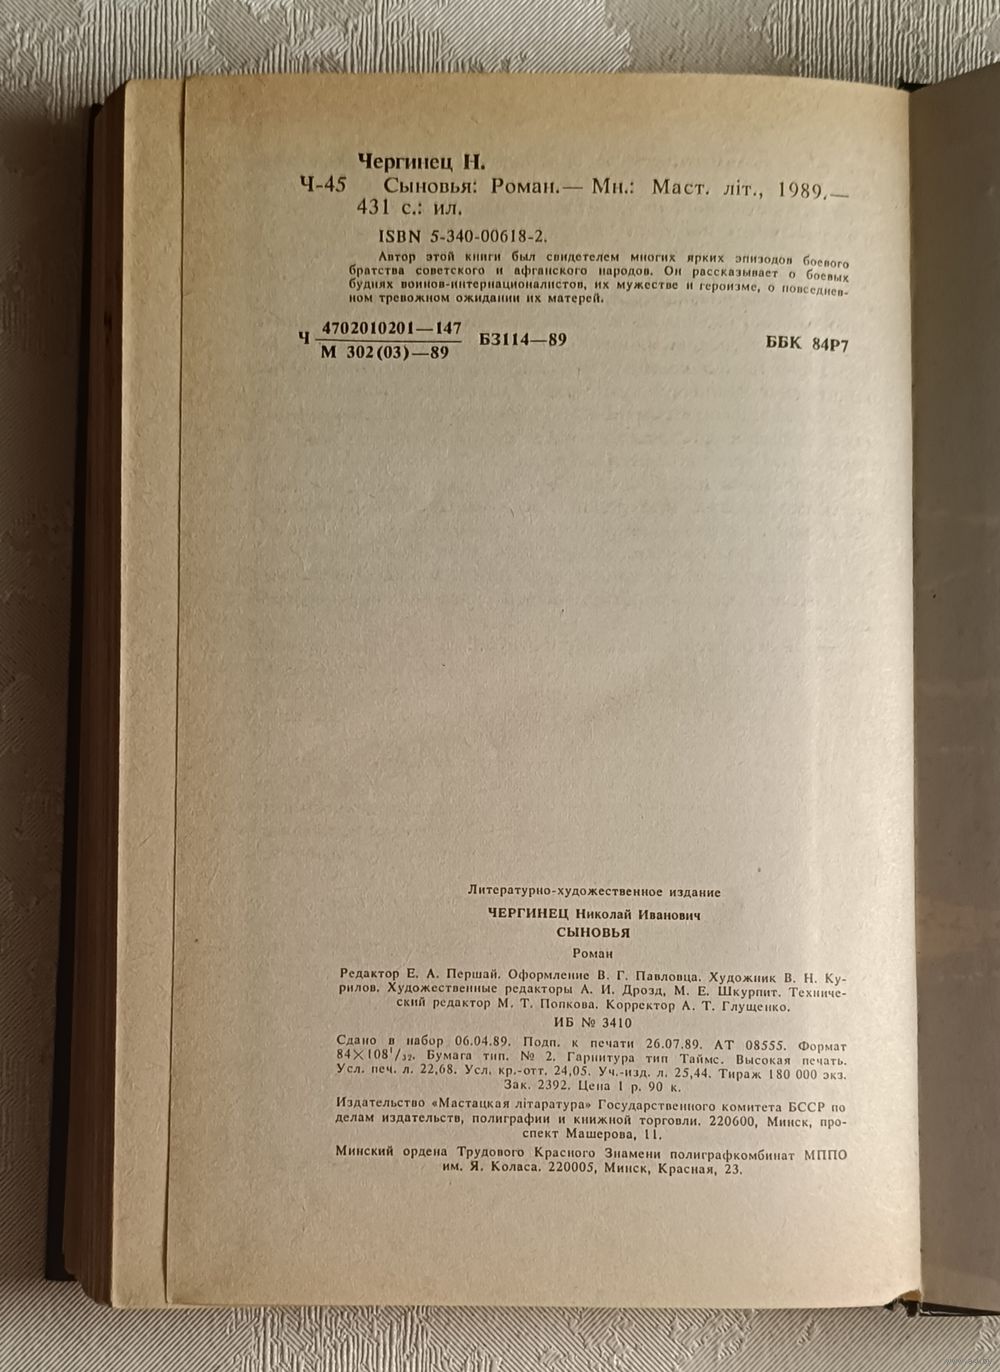 Чергинец Н.
Ч-45 Сыновья: Роман.— Мн.: Маст. літ., 1989.—
431 с.: ил.
ISBN 5-340-00618-2.
Автор этой книги был свидетелем многих ярких эпизодов боевого
братства советского и афганского народов. Он рассказывает о боевых
буднях воинов-интернационалистов, их мужестве и героизме, о повседнев-
ном тревожном ожидании их матерей.
Ч 4702010201—147 БЗ114—89 ББК 84Р7
М 302(03)—89
Литературно-художественное издание
ЧЕРГИНЕЦ Николай Иванович
СЫНОВЬЯ
Роман
Редактор Е. А. Першай. Оформление В. Г. Павловца. Художник В. Н. Ку-
рилов. Художественные редакторы А. И. Дрозд, М. Е. Шкурпит. Техниче-
ский редактор М. Т. Попкова. Корректор А. Т. Глущенко.
ИБ № 3410
Сдано в набор 06.04.89. Подп. к печати 26.07.89. АТ 08555. Формат
84×108¹/₃₂. Бумага тип. № 2. Гарнитура тип Таймс. Высокая печать.
Усл. печ. л. 22,68. Усл. кр.-отт. 24,05. Уч.-изд. л. 25,44. Тираж 180 000 экз.
Зак. 2392. Цена 1 р. 90 к.
Издательство «Мастацкая літаратура» Государственного комитета БССР по
делам издательств, полиграфии и книжной торговли. 220600, Минск, про-
спект Машерова, 11.
Минский ордена Трудового Красного Знамени полиграфкомбинат МППО
им. Я. Коласа. 220005, Минск, Красная, 23.